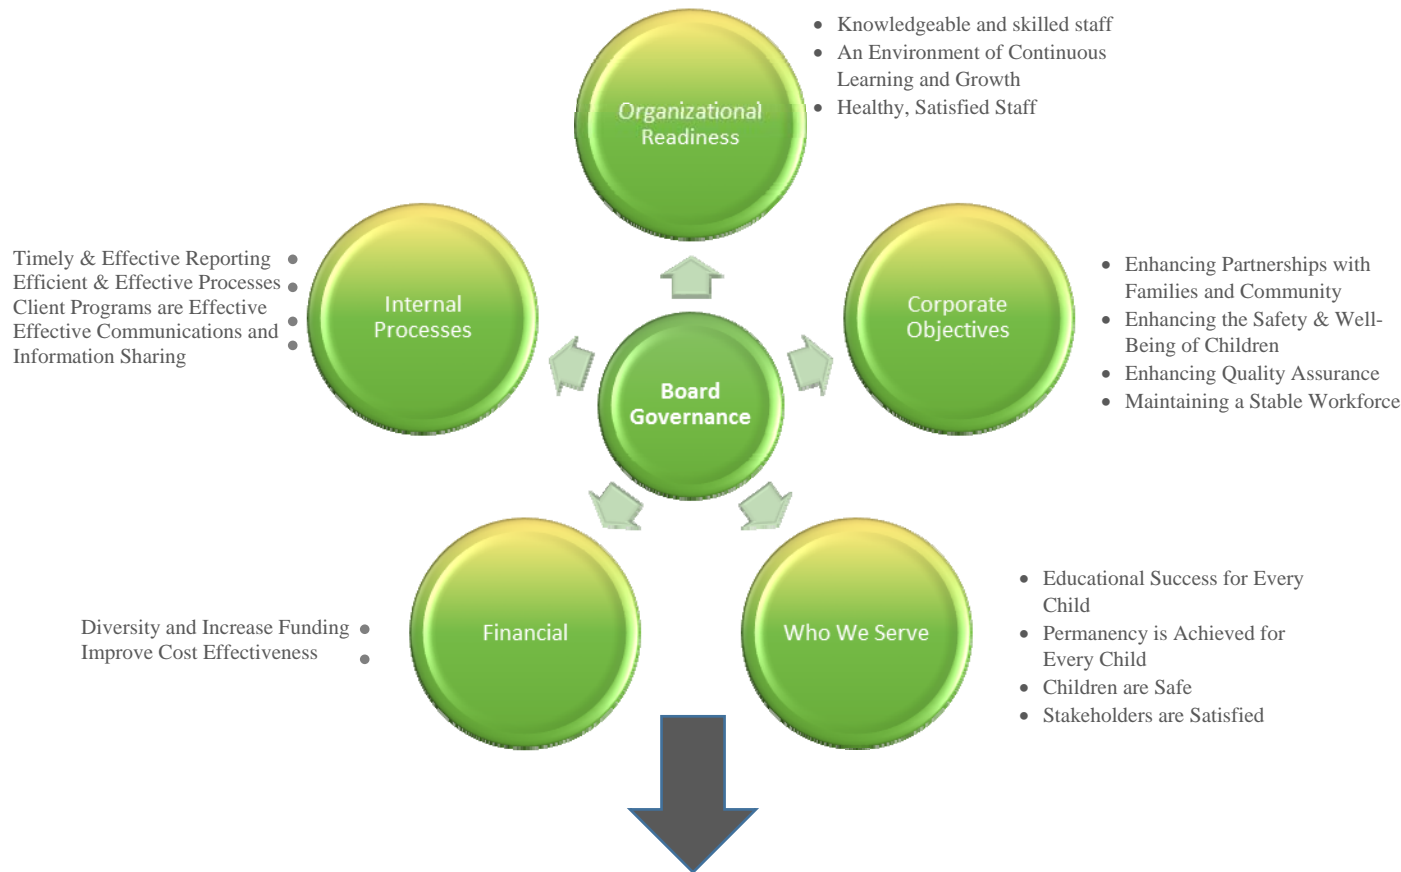 • Knowledgeable and skilled staff
• An Environment of Continuous
Learning and Growth
• Healthy, Satisfied Staff
Organizational
Readiness
Timely & Effective Reporting •
Efficient & Effective Processes •
Client Programs are Effective •
Effective Communications and •
Information Sharing
Internal
Processes
Corporate
Objectives
• Enhancing Partnerships with
Families and Community
• Enhancing the Safety & Well-
Being of Children
• Enhancing Quality Assurance
• Maintaining a Stable Workforce
Board
Governance
Diversity and Increase Funding •
Improve Cost Effectiveness •
Financial
Who We Serve
• Educational Success for Every
Child
• Permanency is Achieved for
Every Child
• Children are Safe
• Stakeholders are Satisfied